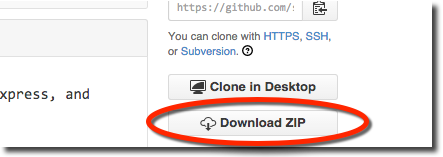 https://github.com/
You can clone with HTTPS, SSH,
or Subversion.
Clone in Desktop
xpress, and
Download ZIP